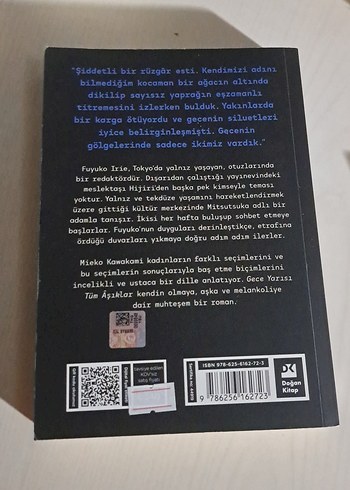 "Şiddetli bir rüzgâr esti. Kendimizi adını
bilmediğim kocaman bir ağacın altında
dikilip sayısız yaprağın eşzamanlı
titremesini izlerken bulduk. Yakınlarda
bir karga ötüyordu ve gecenin siluetleri
iyice belirginleşmişti. Gecenin
gölgelerinde sadece ikimiz vardık."
Fuyuko Irie, Tokyo'da yalnız yaşayan, otuzlarında
bir redaktördür. Dışarıdan çalıştığı yayınevindeki
meslektaşı Hijiri'den başka pek kimseyle teması
yoktur. Yalnız ve tekdüze yaşamını hareketlendirmek
üzere gittiği kültür merkezinde Mitsutsuka adlı bir
adamla tanışır. İkisi her hafta buluşup sohbet etmeye
başlarlar. Fuyuko'nun duyguları derinleştikçe, etrafına
ördüğü duvarları yıkmaya doğru adım adım ilerler.
Mieko Kawakami kadınların farklı seçimlerini ve
bu seçimlerin sonuçlarıyla baş etme biçimlerini
incelikli ve ustaca bir dille anlatıyor. Gece Yarısı
Tüm Âşıklar kendin olmaya, aşka ve melankoliye
dair muhteşem bir roman.
ISBN 978-625-6162-72-3
9 786256 162723
DK
Doğan
Kitap